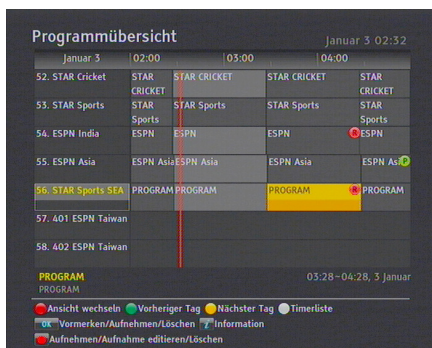 Programmübersicht
Januar 3 02:32
Januar 3 02:00 03:00 04:00
52. STAR Cricket STAR CRICKET STAR CRICKET STAR CRICKET STAR CRICKET
53. STAR Sports STAR Sports STAR Sports STAR Sports STAR Sports
54. ESPN India ESPN ESPN ESPN R ESPN
55. ESPN Asia ESPN Asia ESPN Asia ESPN Asia ESPN Asi P
56. STAR Sports SEA PROGRAM PROGRAM PROGRAM R PROGRAM
57. 401 ESPN Taiwan
58. 402 ESPN Taiwan
PROGRAM 03:28~04:28, 3 Januar
PROGRAM
Ansicht wechseln Vorheriger Tag Nächster Tag Timerliste
OK Vormerken/Aufnehmen/Löschen i Information
Aufnehmen/Aufnahme editieren/Löschen